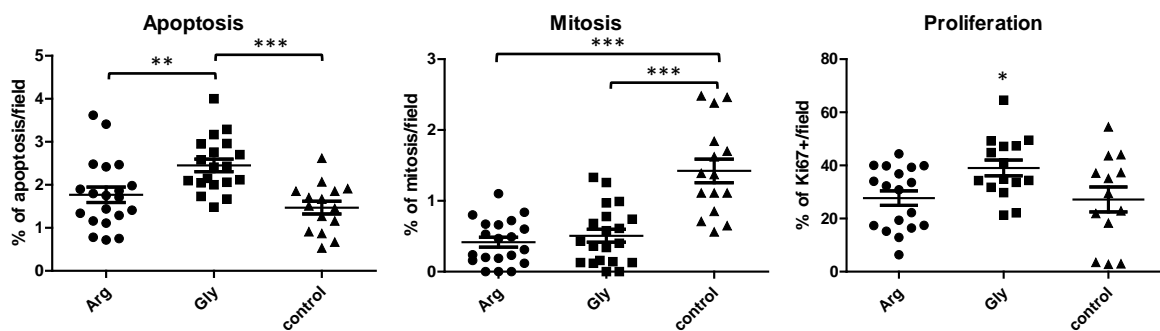 Apoptosis
% of apoptosis/field
5
4
3
2
1
0
**
***
Arg
Gly
control
Mitosis
% of mitosis/field
3
2
1
0
***
***
Arg
Gly
control
Proliferation
% of Ki67+/field
80
60
40
20
0
*
Arg
Gly
control